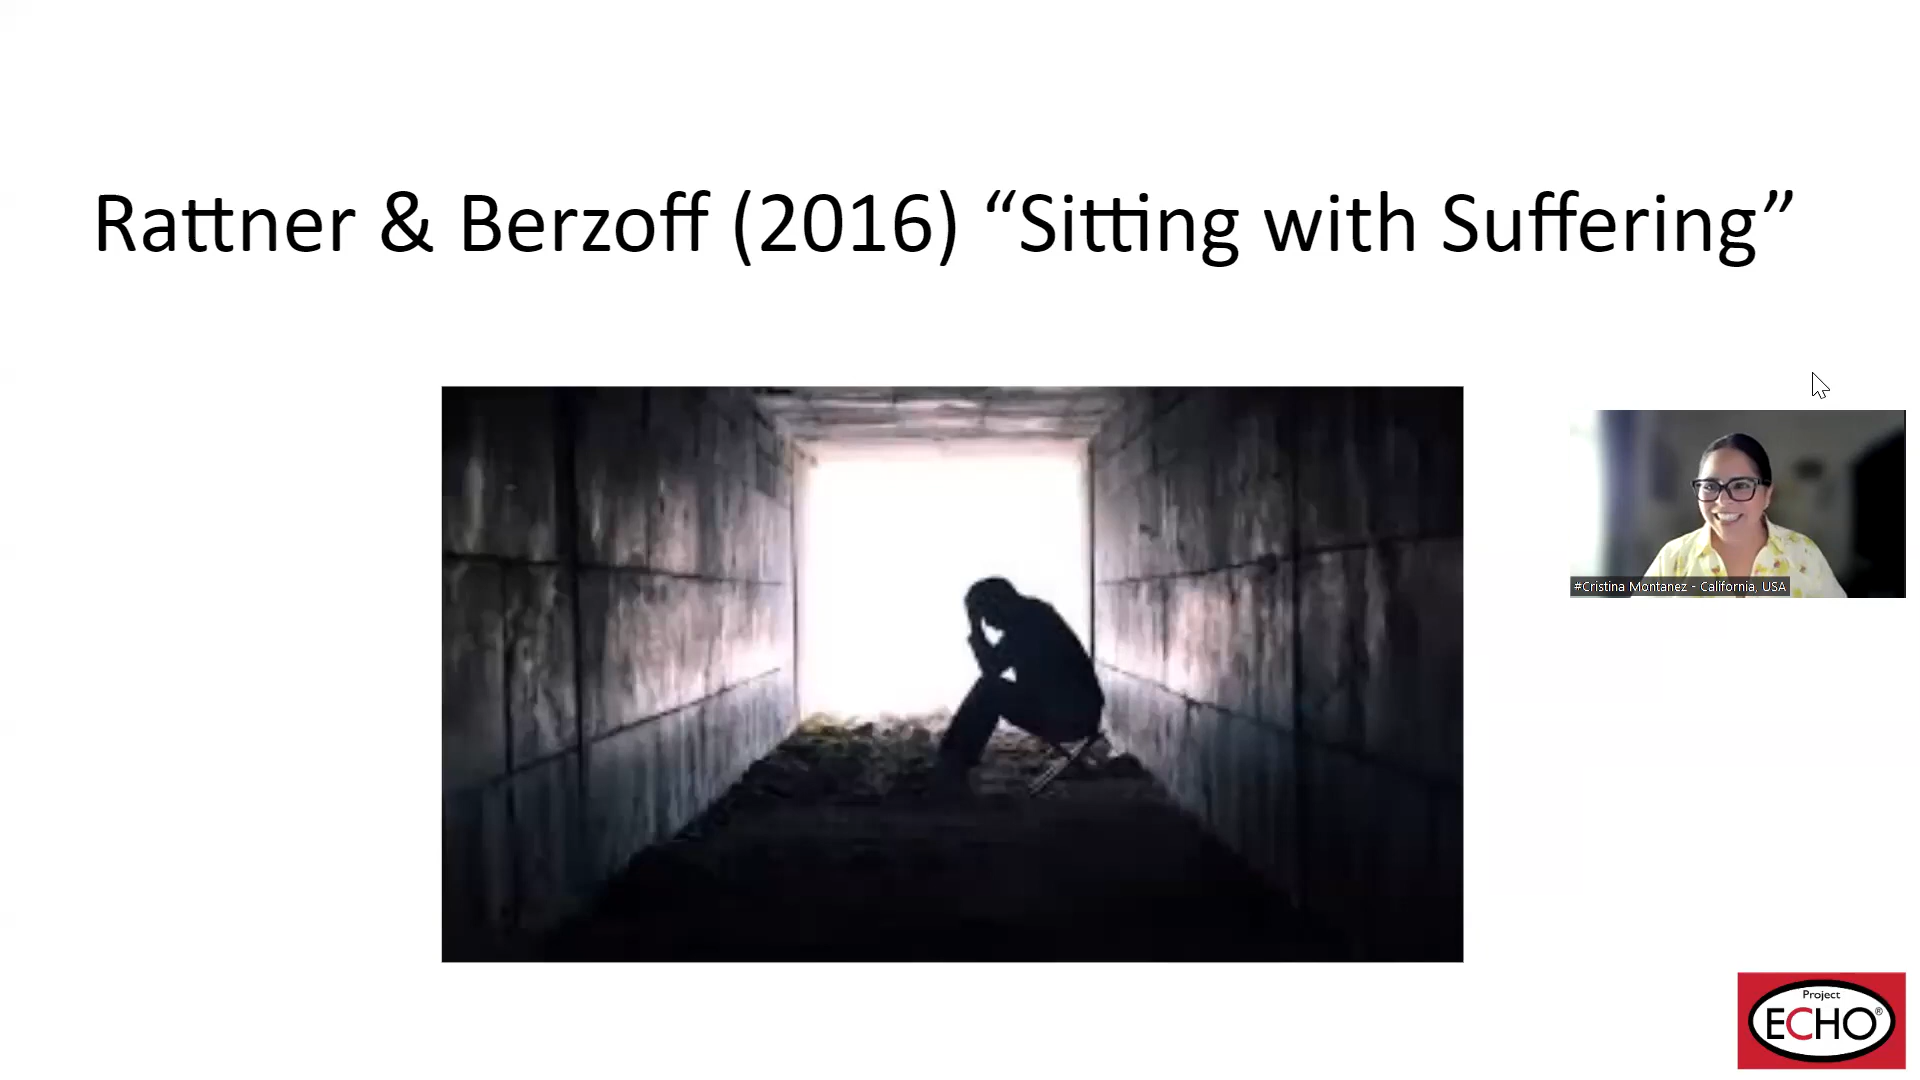 Rattner & Berzoff (2016) “Sitting with Suffering”
#Cristina Montanez - California, USA
Project
ECHO®